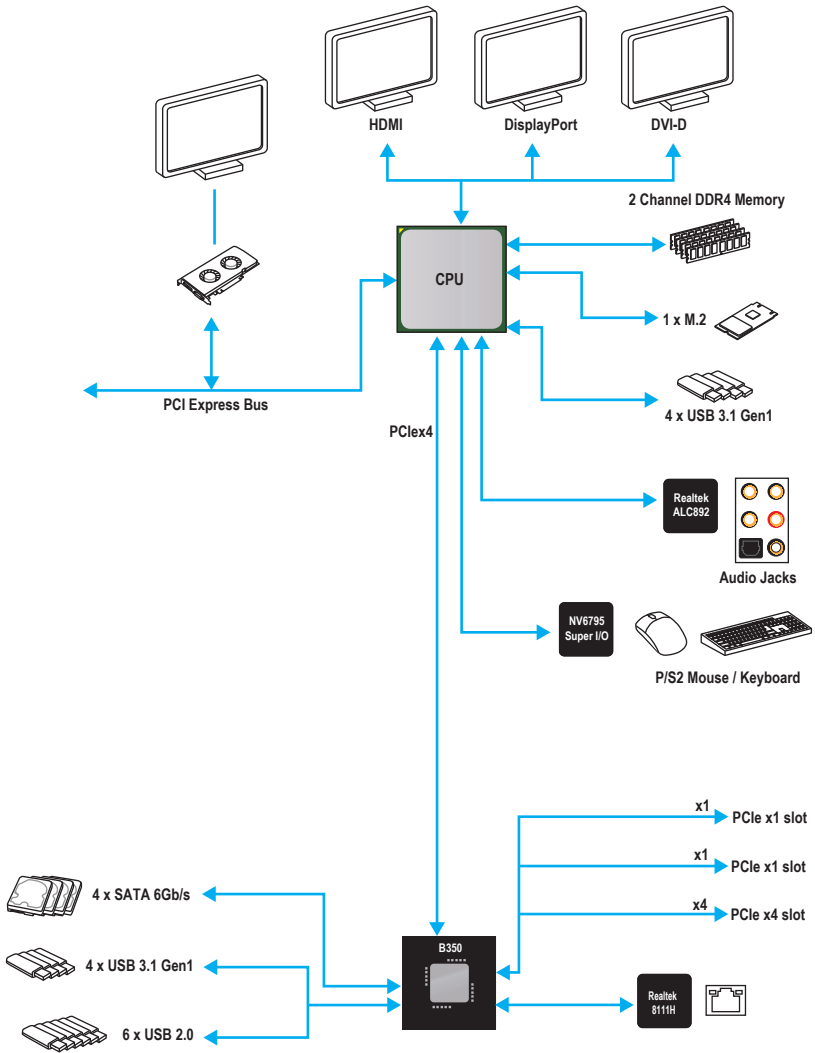 HDMI
DisplayPort
DVI-D
2 Channel DDR4 Memory
CPU
1 x M.2
PCI Express Bus
4 x USB 3.1 Gen1
PCIex4
Realtek
ALC892
Audio Jacks
NV6795
Super I/O
P/S2 Mouse / Keyboard
x1
PCIe x1 slot
x1
PCIe x1 slot
x4
PCIe x4 slot
4 x SATA 6Gb/s
B350
4 x USB 3.1 Gen1
Realtek
8111H
6 x USB 2.0